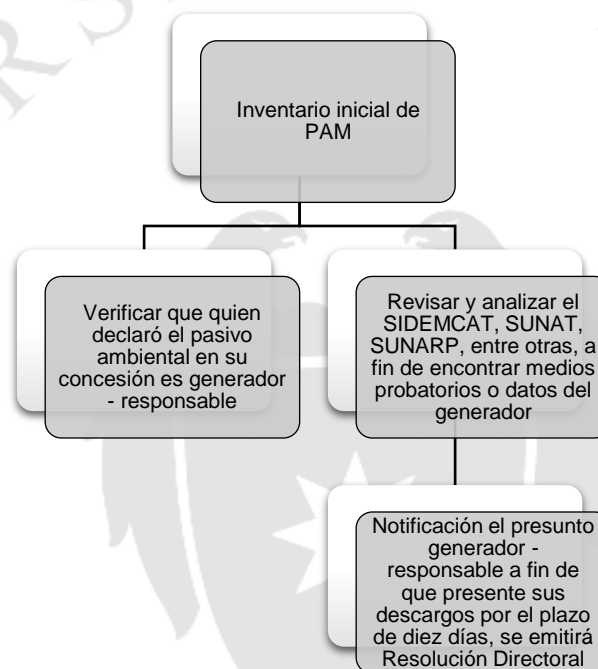 Inventario inicial de
PAM
Verificar que quien
declaró el pasivo
ambiental en su
concesión es generador
- responsable
Revisar y analizar el
SIDEMCAT, SUNAT,
SUNARP, entre otras, a
fin de encontrar medios
probatorios o datos del
generador
Notificación el presunto
generador -
responsable a fin de
que presente sus
descargos por el plazo
de diez días, se emitirá
Resolución Directoral